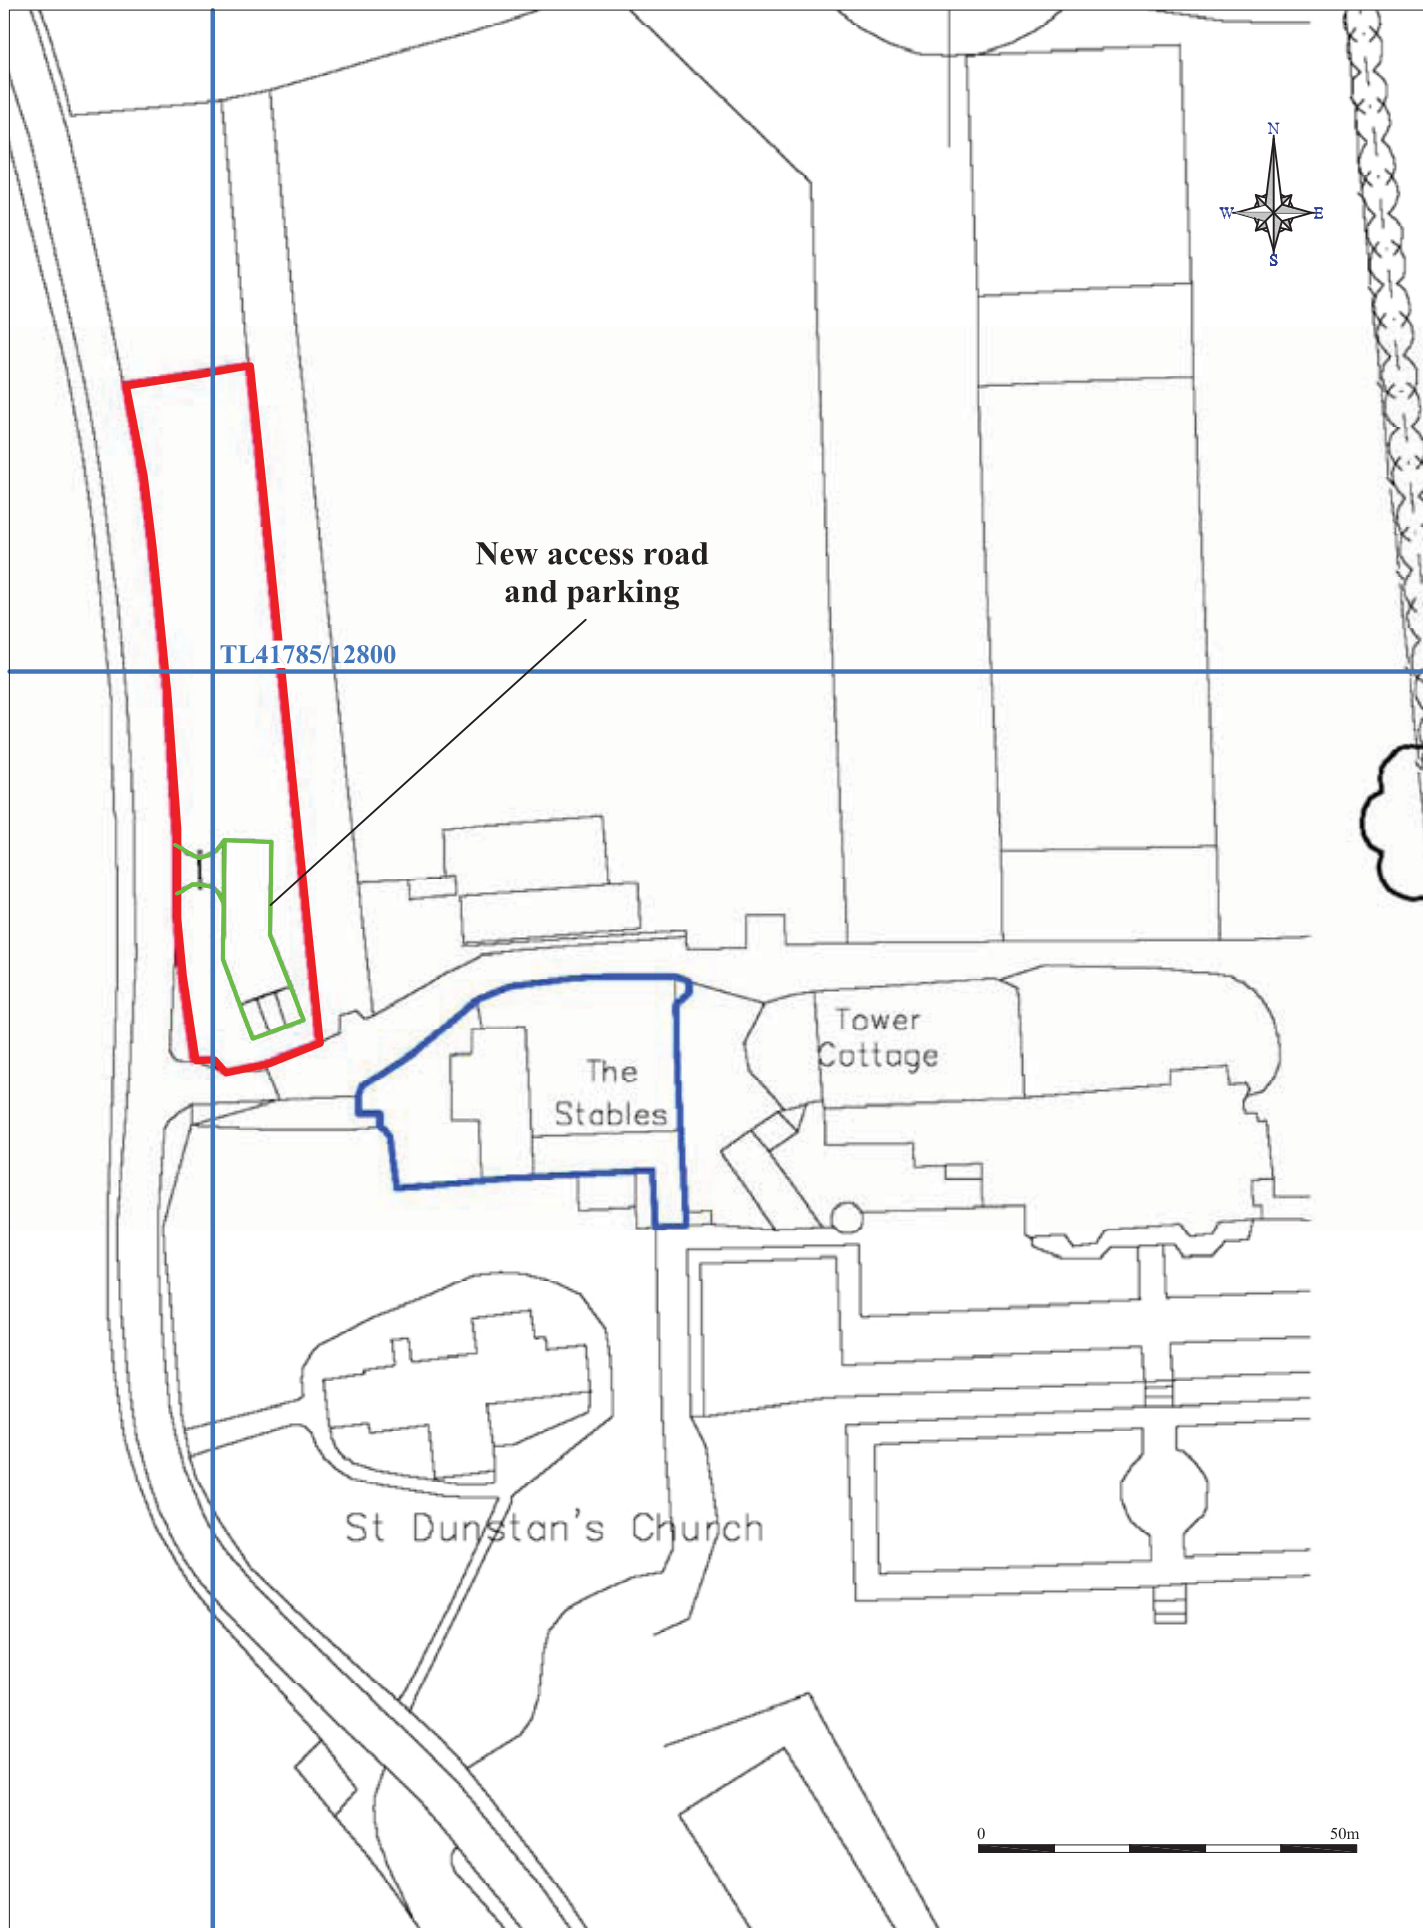 N
W E
S
New access road
and parking
TL41785/12800
Tower
Cottage
The
Stables
St Dunstan's Church
0 50m